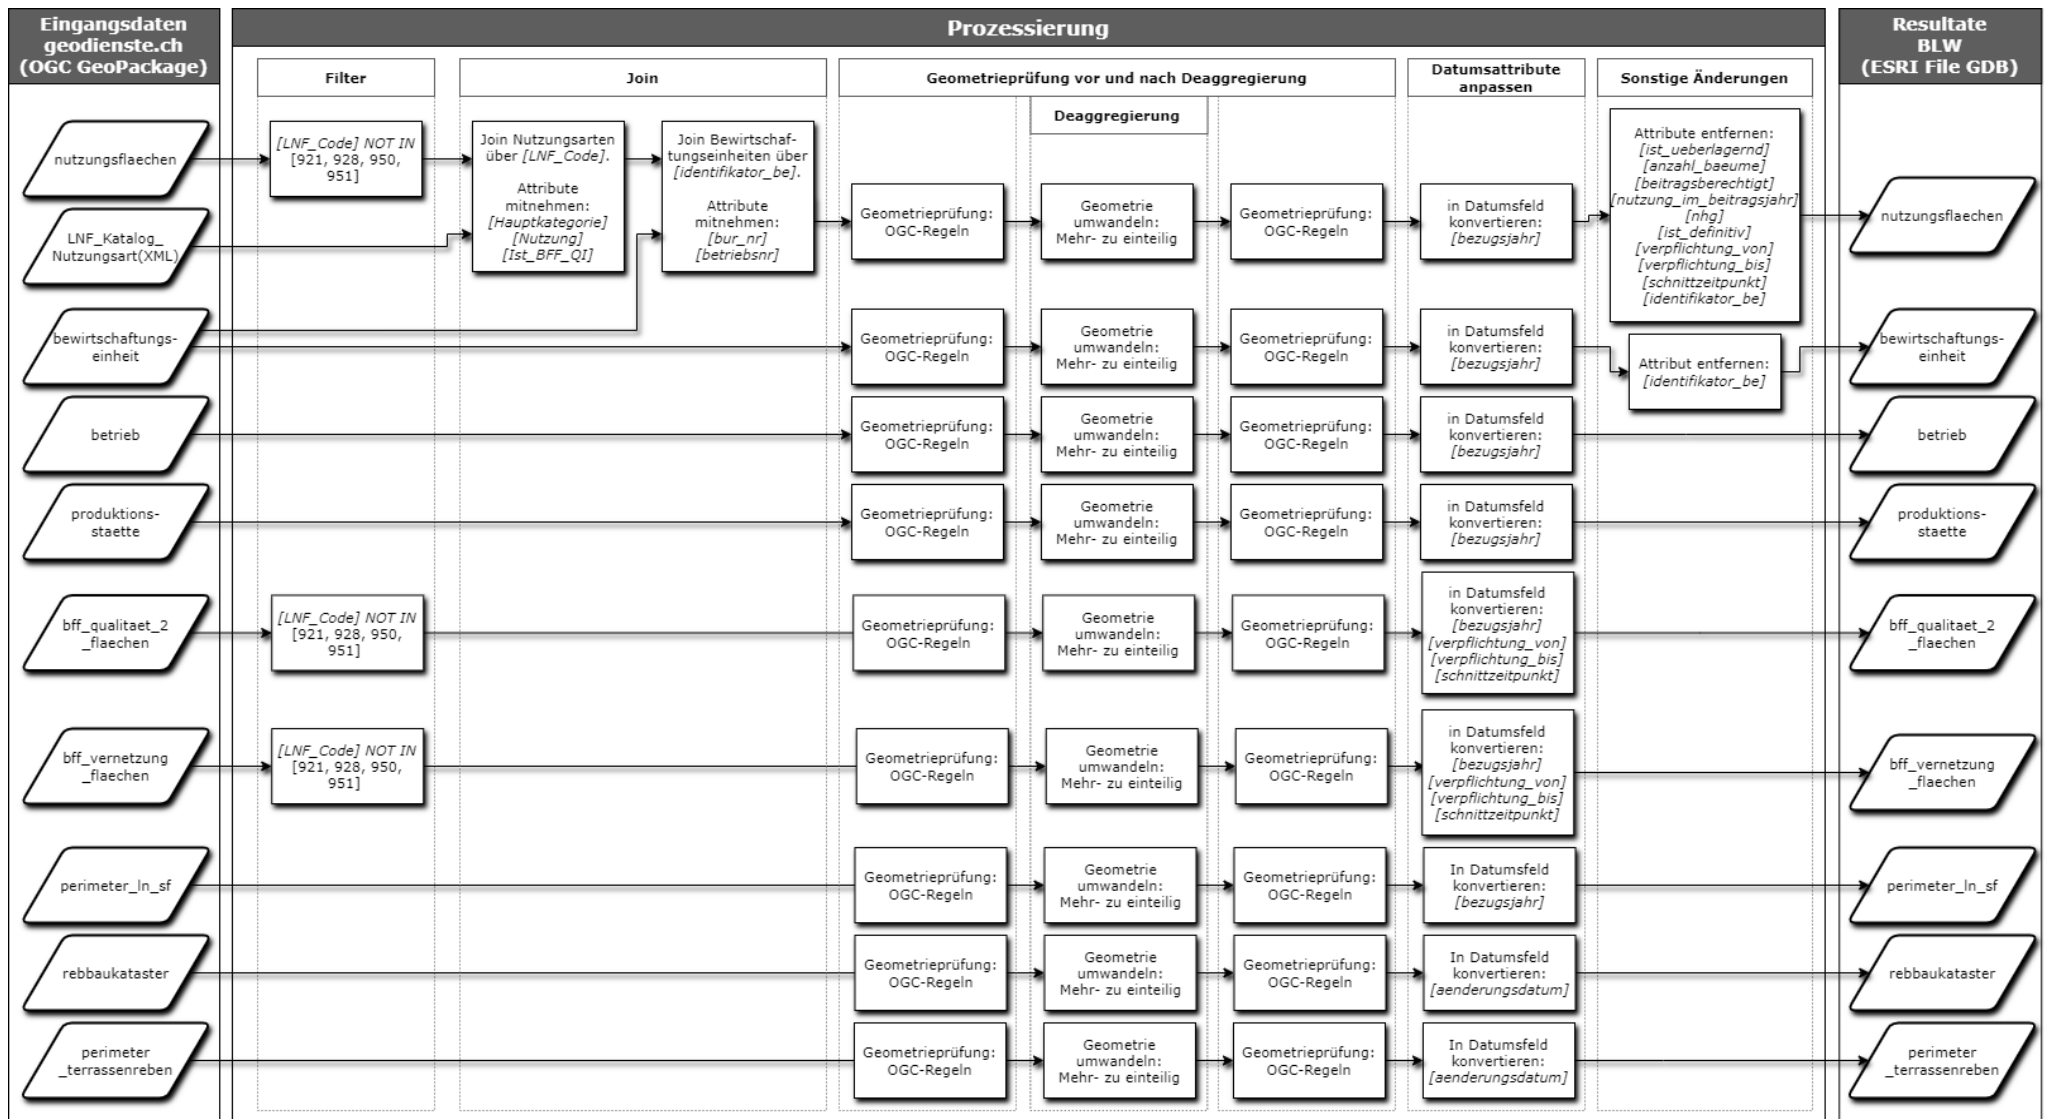 Eingangsdaten
geodienste.ch
(OGC GeoPackage)
Prozessierung
Resultate
BLW
(ESRI File GDB)
Filter
Join
Geometrieprüfung vor und nach Deaggregierung
Deaggregierung
Datumsattribute
anpassen
Sonstige Änderungen
nutzungsflaechen
[LNF_Code] NOT IN
[921, 928, 950,
951]
Join Nutzungsarten
über [LNF_Code].
Attribute
mitnehmen:
[Hauptkategorie]
[Nutzung]
[Ist_BFF_QI]
Join Bewirtschaf-
tungseinheiten über
[identifikator_be].
Attribute
mitnehmen:
[bur_nr]
[betriebsnr]
Geometrieprüfung:
OGC-Regeln
Geometrie
umwandeln:
Mehr- zu einteilig
Geometrieprüfung:
OGC-Regeln
in Datumsfeld
konvertieren:
[bezugsjahr]
Attribute entfernen:
[ist_ueberlagernd]
[anzahl_baeume]
[beitragsberechtigt]
[nutzung_im_beitragsjahr]
[nhg]
[ist_definitiv]
[verpflichtung_von]
[verpflichtung_bis]
[schnittzeitpunkt]
[identifikator_be]
nutzungsflaechen
LNF_Katalog_
Nutzungsart(XML)
bewirtschaftungs-
einheit
Geometrieprüfung:
OGC-Regeln
Geometrie
umwandeln:
Mehr- zu einteilig
Geometrieprüfung:
OGC-Regeln
in Datumsfeld
konvertieren:
[bezugsjahr]
Attribut entfernen:
[identifikator_be]
bewirtschaftungs-
einheit
betrieb
Geometrieprüfung:
OGC-Regeln
Geometrie
umwandeln:
Mehr- zu einteilig
Geometrieprüfung:
OGC-Regeln
in Datumsfeld
konvertieren:
[bezugsjahr]
betrieb
produktions-
staette
Geometrieprüfung:
OGC-Regeln
Geometrie
umwandeln:
Mehr- zu einteilig
Geometrieprüfung:
OGC-Regeln
in Datumsfeld
konvertieren:
[bezugsjahr]
produktions-
staette
bff_qualitaet_2
_flaechen
[LNF_Code] NOT IN
[921, 928, 950,
951]
Geometrieprüfung:
OGC-Regeln
Geometrie
umwandeln:
Mehr- zu einteilig
Geometrieprüfung:
OGC-Regeln
in Datumsfeld
konvertieren:
[bezugsjahr]
[verpflichtung_von]
[verpflichtung_bis]
[schnittzeitpunkt]
bff_qualitaet_2
_flaechen
bff_vernetzung
_flaechen
[LNF_Code] NOT IN
[921, 928, 950,
951]
Geometrieprüfung:
OGC-Regeln
Geometrie
umwandeln:
Mehr- zu einteilig
Geometrieprüfung:
OGC-Regeln
in Datumsfeld
konvertieren:
[bezugsjahr]
[verpflichtung_von]
[verpflichtung_bis]
[schnittzeitpunkt]
bff_vernetzung
_flaechen
perimeter_ln_sf
Geometrieprüfung:
OGC-Regeln
Geometrie
umwandeln:
Mehr- zu einteilig
Geometrieprüfung:
OGC-Regeln
In Datumsfeld
konvertieren:
[bezugsjahr]
perimeter_ln_sf
rebbaukataster
Geometrieprüfung:
OGC-Regeln
Geometrie
umwandeln:
Mehr- zu einteilig
Geometrieprüfung:
OGC-Regeln
In Datumsfeld
konvertieren:
[aenderungsdatum]
rebbaukataster
perimeter
_terrassenreben
Geometrieprüfung:
OGC-Regeln
Geometrie
umwandeln:
Mehr- zu einteilig
Geometrieprüfung:
OGC-Regeln
In Datumsfeld
konvertieren:
[aenderungsdatum]
perimeter
_terrassenreben